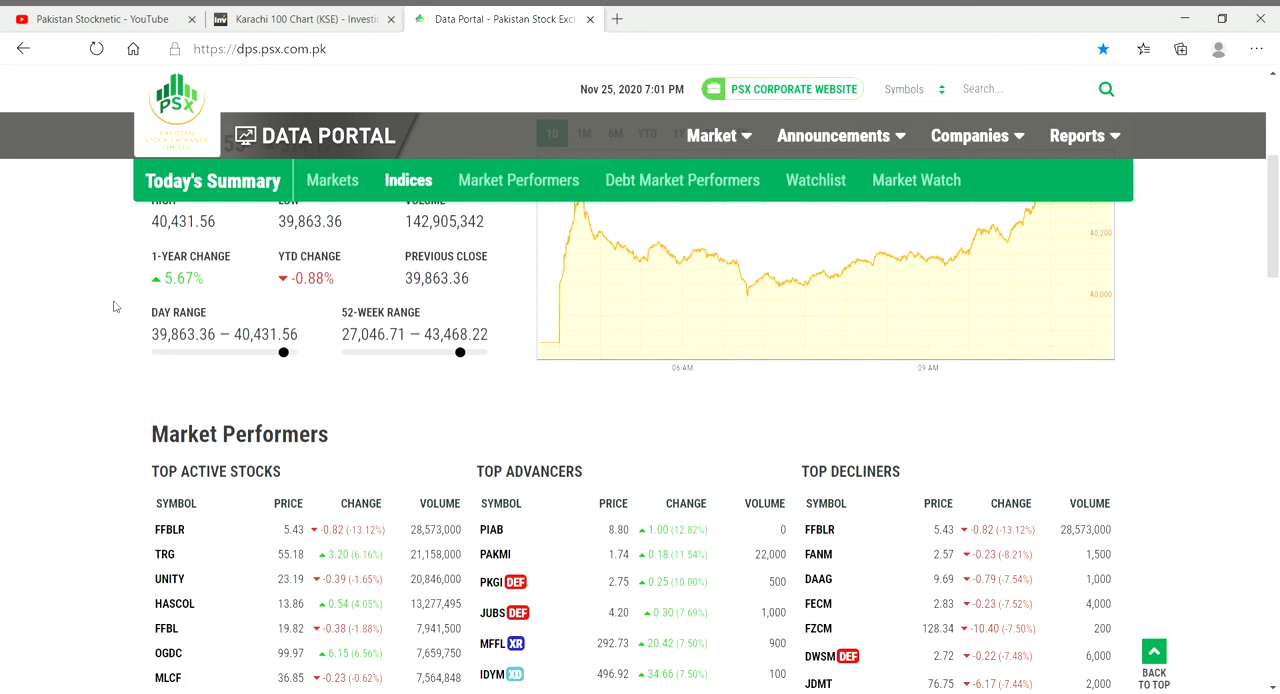 Pakistan Stocknetic - YouTube
Karachi 100 Chart (KSE) - Investi
Data Portal - Pakistan Stock Exc
https://dps.psx.com.pk
Nov 25, 2020 7:01 PM
PSX CORPORATE WEBSITE
Symbols
Search...
PSX
PAKISTAN
STOCK EXCHANGE
LIMITED
DATA PORTAL
1D 1M 6M YTD 1Y
Market Announcements Companies Reports
Today's Summary Markets Indices Market Performers Debt Market Performers Watchlist Market Watch
HIGH LOW VOLUME
40,431.56 39,863.36 142,905,342
1-YEAR CHANGE YTD CHANGE PREVIOUS CLOSE
5.67% -0.88% 39,863.36
DAY RANGE 52-WEEK RANGE
39,863.36 — 40,431.56 27,046.71 — 43,468.22
40,200
40,000
06 AM 09 AM
Market Performers
TOP ACTIVE STOCKS
SYMBOL PRICE CHANGE VOLUME
FFBLR 5.43 -0.82 (-13.12%) 28,573,000
TRG 55.18 3.20 (6.16%) 21,158,000
UNITY 23.19 -0.39 (-1.65%) 20,846,000
HASCOL 13.86 0.54 (4.05%) 13,277,495
FFBL 19.82 -0.38 (-1.88%) 7,941,500
OGDC 99.97 6.15 (6.56%) 7,659,750
MLCF 36.85 -0.23 (-0.62%) 7,564,848
TOP ADVANCERS
SYMBOL PRICE CHANGE VOLUME
PIAB 8.80 1.00 (12.82%) 0
PAKMI 1.74 0.18 (11.54%) 22,000
PKGI DEF 2.75 0.25 (10.00%) 500
JUBS DEF 4.20 0.30 (7.69%) 1,000
MFFL XR 292.73 20.42 (7.50%) 900
IDYM XD 496.92 34.66 (7.50%) 100
TOP DECLINERS
SYMBOL PRICE CHANGE VOLUME
FFBLR 5.43 -0.82 (-13.12%) 28,573,000
FANM 2.57 -0.23 (-8.21%) 1,500
DAAG 9.69 -0.79 (-7.54%) 1,000
FECM 2.83 -0.23 (-7.52%) 4,000
FZCM 128.34 -10.40 (-7.50%) 200
DWSM DEF 2.72 -0.22 (-7.48%) 6,000
JDMT 76.75 -6.17 (-7.44%) 2,000
BACK
TO TOP